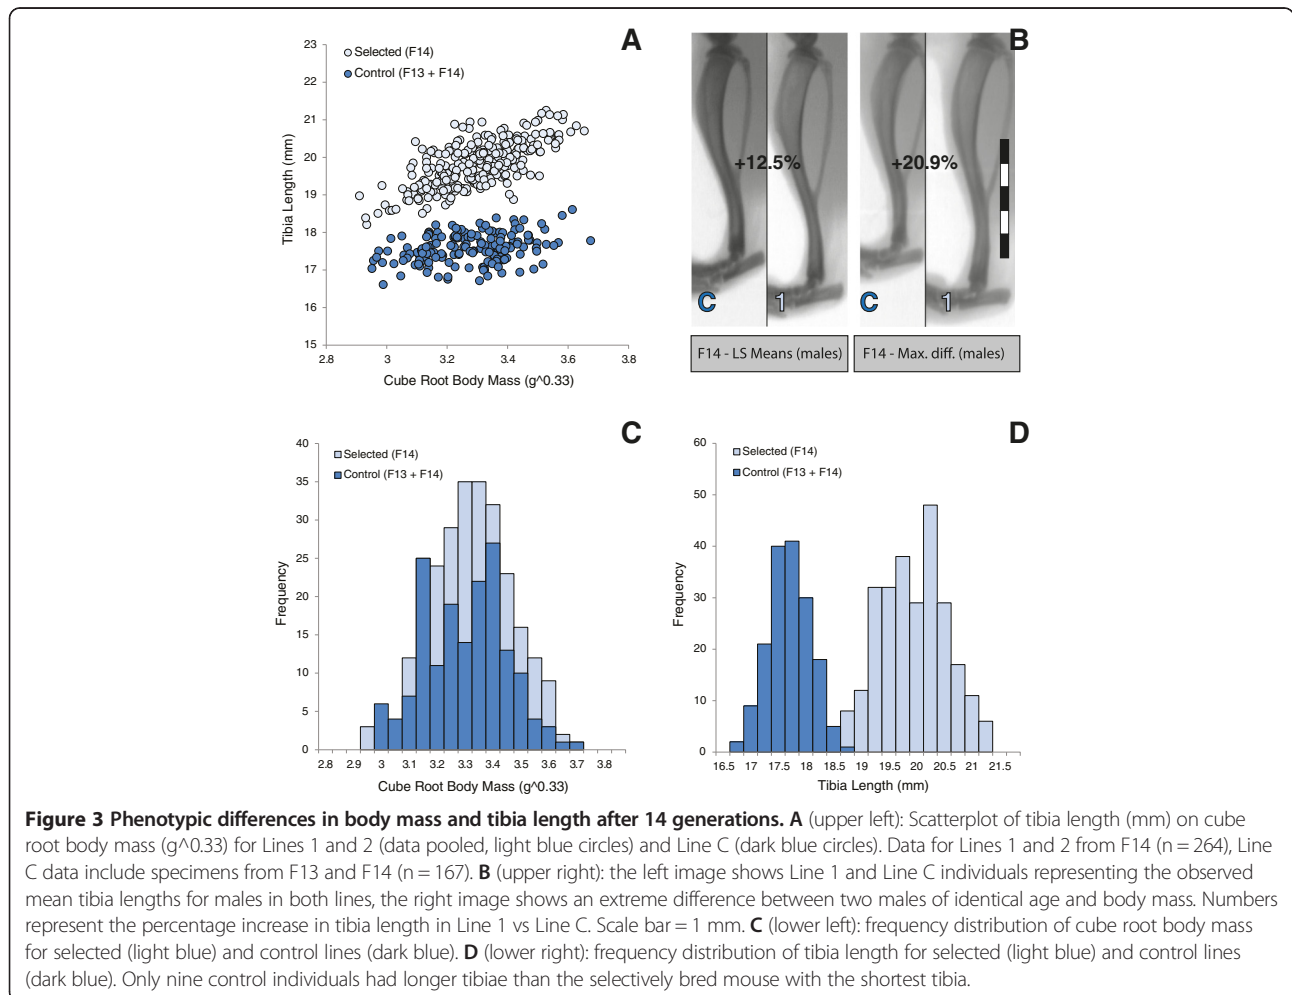 A
23
22
21
20
19
18
17
16
15
Tibia Length (mm)
Selected (F14)
Control (F13 + F14)
2.8 3 3.2 3.4 3.6 3.8
Cube Root Body Mass (g^0.33)
B
+12.5%
+20.9%
C 1 C 1
F14 - LS Means (males)
F14 - Max. diff. (males)
C
40
35
30
25
20
15
10
5
0
Frequency
Selected (F14)
Control (F13 + F14)
2.8 2.9 3 3.1 3.2 3.3 3.4 3.5 3.6 3.7 3.8
Cube Root Body Mass (g^0.33)
D
60
50
40
30
20
10
0
Frequency
Selected (F14)
Control (F13 + F14)
16.5 17 17.5 18 18.5 19 19.5 20 20.5 21 21.5
Tibia Length (mm)
Figure 3 Phenotypic differences in body mass and tibia length after 14 generations. A (upper left): Scatterplot of tibia length (mm) on cube
root body mass (g^0.33) for Lines 1 and 2 (data pooled, light blue circles) and Line C (dark blue circles). Data for Lines 1 and 2 from F14 (n = 264), Line
C data include specimens from F13 and F14 (n = 167). B (upper right): the left image shows Line 1 and Line C individuals representing the observed
mean tibia lengths for males in both lines, the right image shows an extreme difference between two males of identical age and body mass. Numbers
represent the percentage increase in tibia length in Line 1 vs Line C. Scale bar = 1 mm. C (lower left): frequency distribution of cube root body mass
for selected (light blue) and control lines (dark blue). D (lower right): frequency distribution of tibia length for selected (light blue) and control lines
(dark blue). Only nine control individuals had longer tibiae than the selectively bred mouse with the shortest tibia.